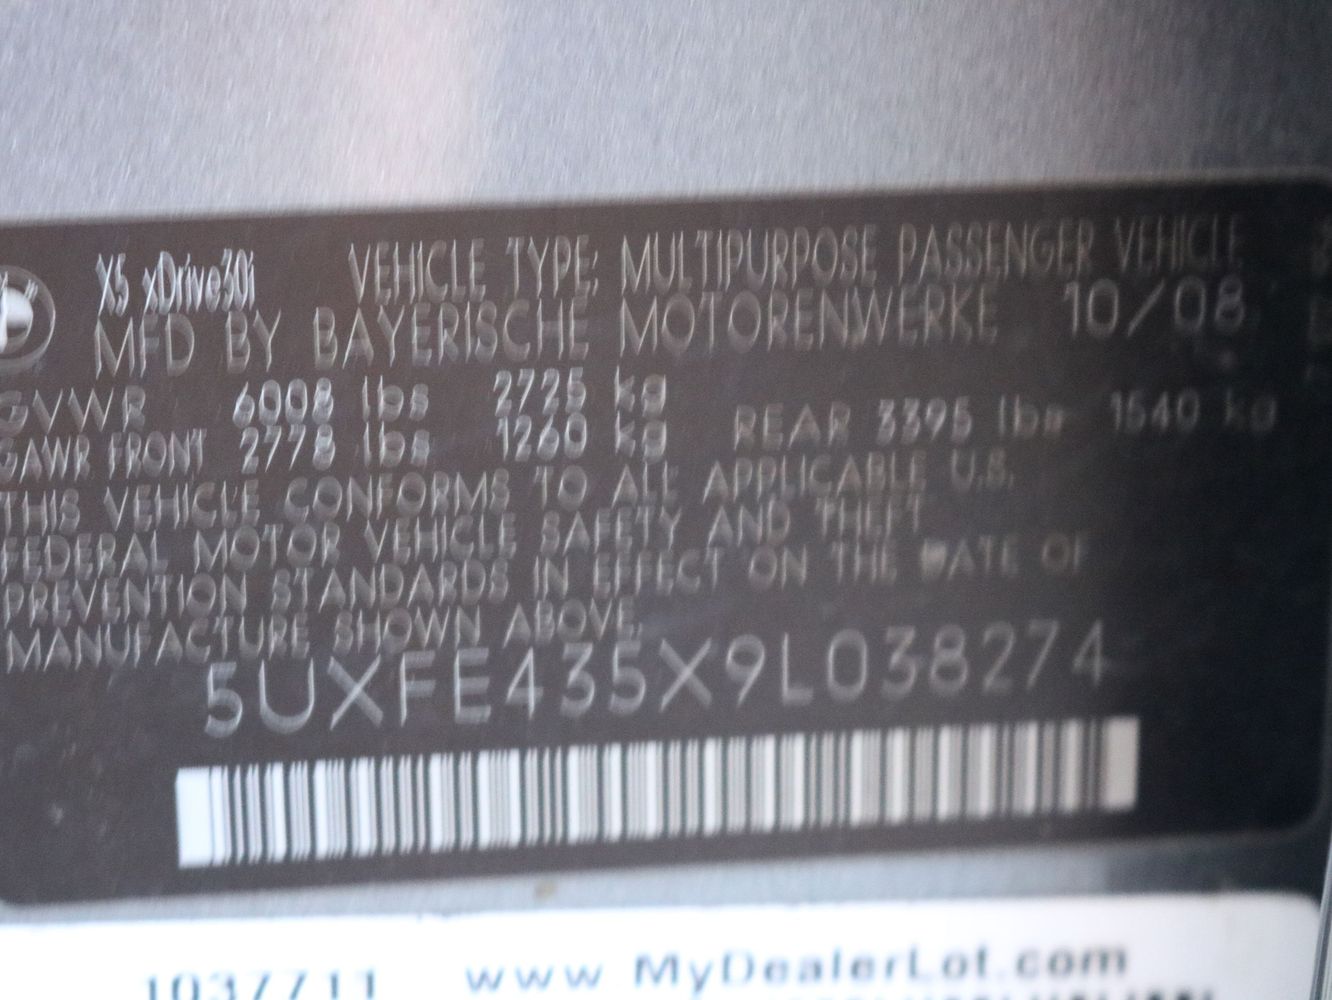 X5 xDrive30i VEHICLE TYPE: MULTIPURPOSE PASSENGER VEHICLE
MFD BY BAYERISCHE MOTORENWERKE 10/08
GVWR 6008 lbs 2725 kg
GAWR FRONT 2778 lbs 1260 kg REAR 3395 lbs 1540 kg
THIS VEHICLE CONFORMS TO ALL APPLICABLE U.S.
FEDERAL MOTOR VEHICLE SAFETY AND THEFT
PREVENTION STANDARDS IN EFFECT ON THE DATE OF
MANUFACTURE SHOWN ABOVE.
5UXFE435X9L038274
1037711 www MyDealerLot.com